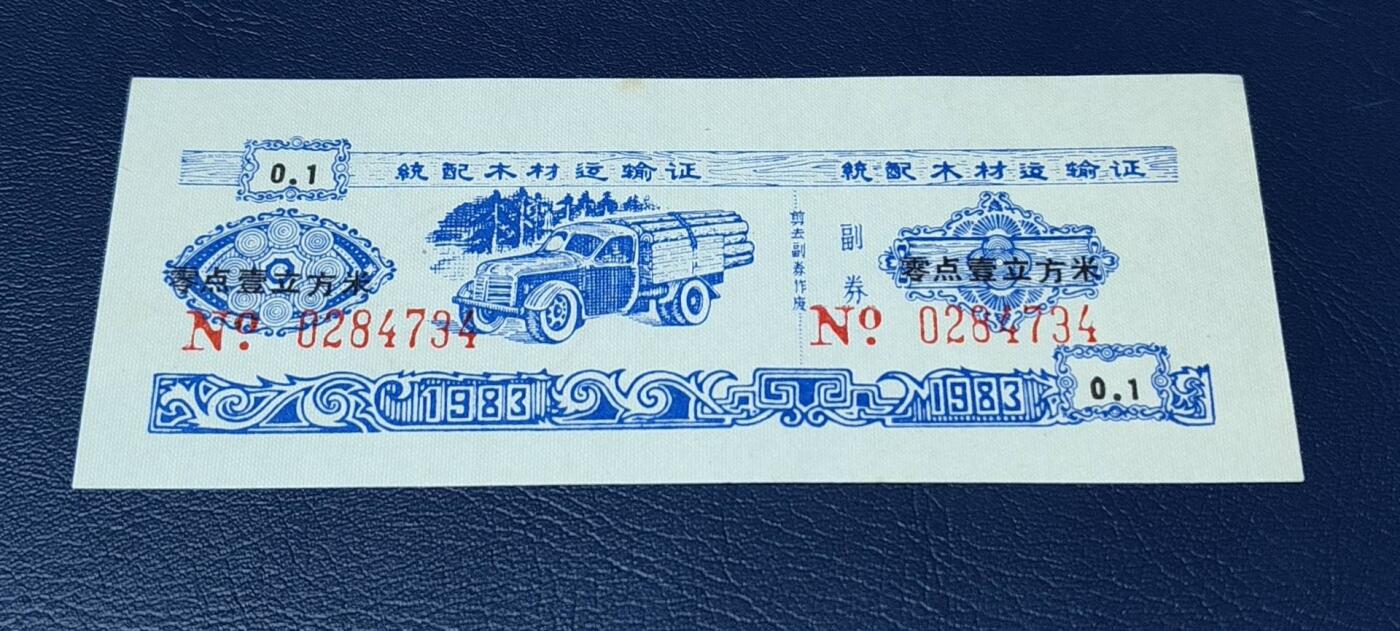 0.1
統配木材运输证
零点壹立方米
No. 0284734
1983
剪去副券作废
統配木材运输证
副券
零点壹立方米
No. 0284734
1983
0.1